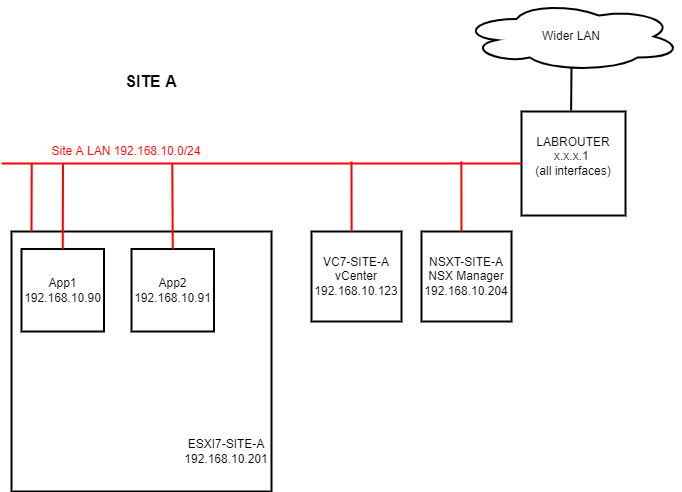 Wider LAN
SITE A
Site A LAN 192.168.10.0/24
LABROUTER
x.x.x.1
(all interfaces)
App1
192.168.10.90
App2
192.168.10.91
VC7-SITE-A
vCenter
192.168.10.123
NSXT-SITE-A
NSX Manager
192.168.10.204
ESXI7-SITE-A
192.168.10.201